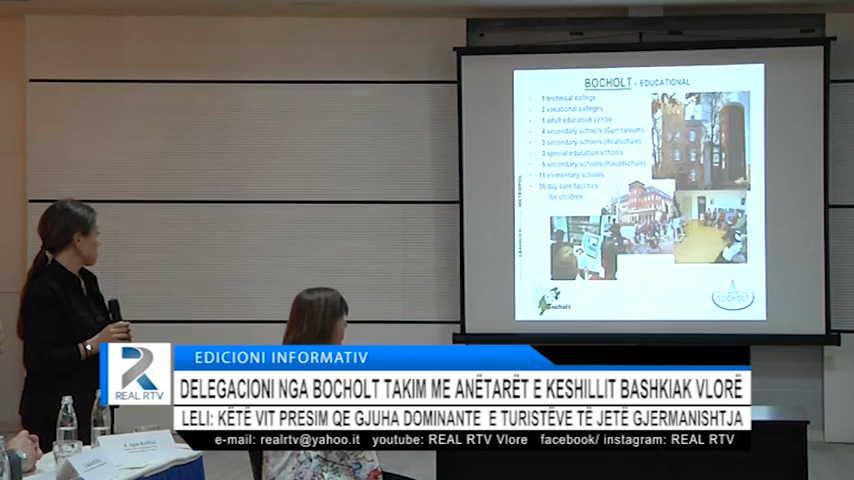 BOCHOLT - EDUCATIONAL
- 1 technical college
- 2 vocational colleges
- 1 adult education centre
- 4 secondary schools (Gymnasium)
- 3 secondary schools (Realschule)
- 3 special education schools
- 5 secondary schools (Hauptschule)
- 11 elementary schools
- 26 day care facilities
for children
Bocholt
BOCHOLT
R
REAL RTV
EDICIONI INFORMATIV
DELEGACIONI NGA BOCHOLT TAKIM ME ANËTARËT E KESHILLIT BASHKIAK VLORË
LELI: KËTË VIT PRESIM QE GJUHA DOMINANTE E TURISTËVE TË JETË GJERMANISHTJA
e-mail: realrtv@yahoo.it youtube: REAL RTV Vlore facebook/ instagram: REAL RTV